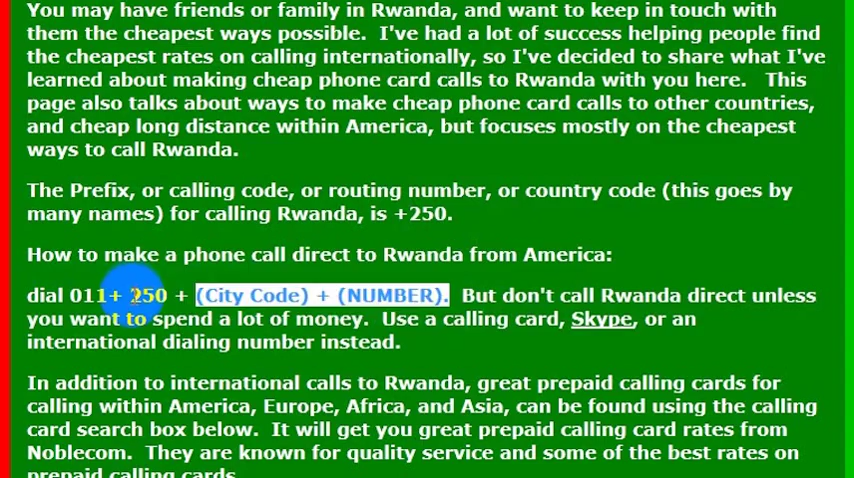 You may have friends or family in Rwanda, and want to keep in touch with
them the cheapest ways possible.  I've had a lot of success helping people find
the cheapest rates on calling internationally, so I've decided to share what I've
learned about making cheap phone card calls to Rwanda with you here.   This
page also talks about ways to make cheap phone card calls to other countries,
and cheap long distance within America, but focuses mostly on the cheapest
ways to call Rwanda.
The Prefix, or calling code, or routing number, or country code (this goes by
many names) for calling Rwanda, is +250.
How to make a phone call direct to Rwanda from America:
dial 011+ 250 + (City Code) + (NUMBER).  But don't call Rwanda direct unless
you want to spend a lot of money.  Use a calling card, Skype, or an
international dialing number instead.
In addition to international calls to Rwanda, great prepaid calling cards for
calling within America, Europe, Africa, and Asia, can be found using the calling
card search box below.  It will get you great prepaid calling card rates from
Noblecom.  They are known for quality service and some of the best rates on
prepaid calling cards.